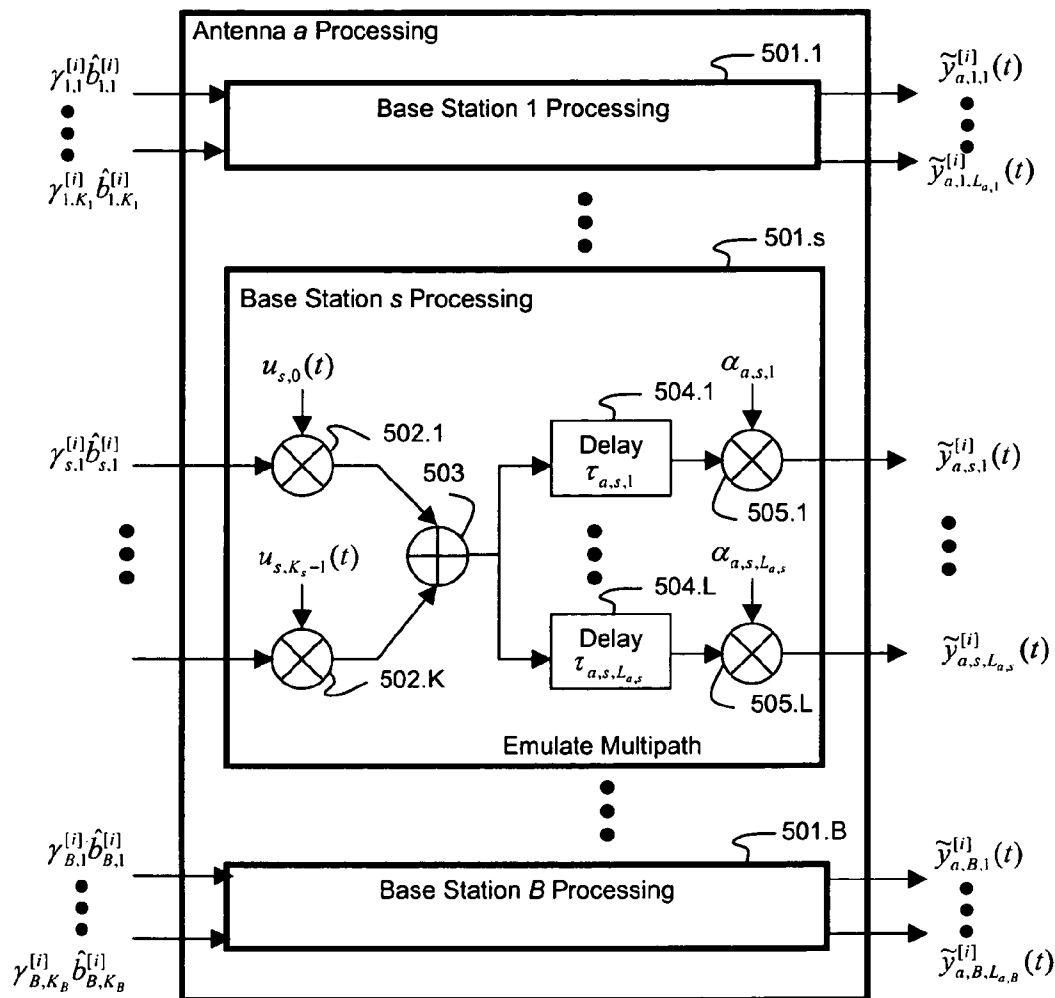 Antenna a Processing
501.1
γ_{1,1}^{[i]} b̂_{1,1}^{[i]}
Base Station 1 Processing
ỹ_{a,1,1}^{[i]}(t)
γ_{1,K_1}^{[i]} b̂_{1,K_1}^{[i]}
ỹ_{a,1,L_{a,1}}^{[i]}(t)
501.s
Base Station s Processing
u_{s,0}(t)
α_{a,s,1}
504.1
502.1
γ_{s,1}^{[i]} b̂_{s,1}^{[i]}
503
Delay
τ_{a,s,1}
ỹ_{a,s,1}^{[i]}(t)
505.1
u_{s,K_s-1}(t)
α_{a,s,L_{a,s}}
504.L
Delay
τ_{a,s,L_{a,s}}
ỹ_{a,s,L_{a,s}}^{[i]}(t)
502.K
505.L
Emulate Multipath
501.B
γ_{B,1}^{[i]} b̂_{B,1}^{[i]}
Base Station B Processing
ỹ_{a,B,1}^{[i]}(t)
γ_{B,K_B}^{[i]} b̂_{B,K_B}^{[i]}
ỹ_{a,B,L_{a,B}}^{[i]}(t)